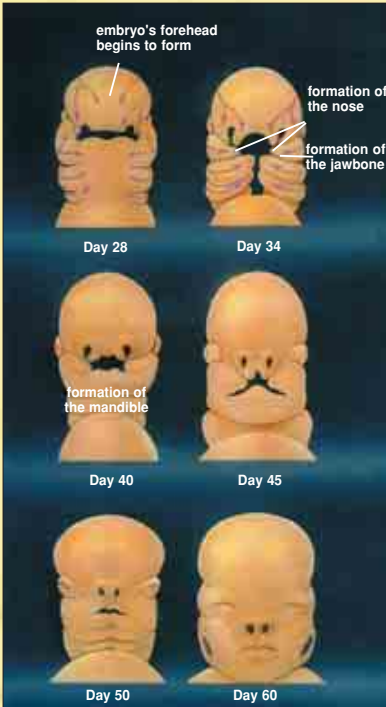 embryo's forehead
begins to form
formation of
the nose
formation of
the jawbone
Day 28
Day 34
formation of
the mandible
Day 40
Day 45
Day 50
Day 60